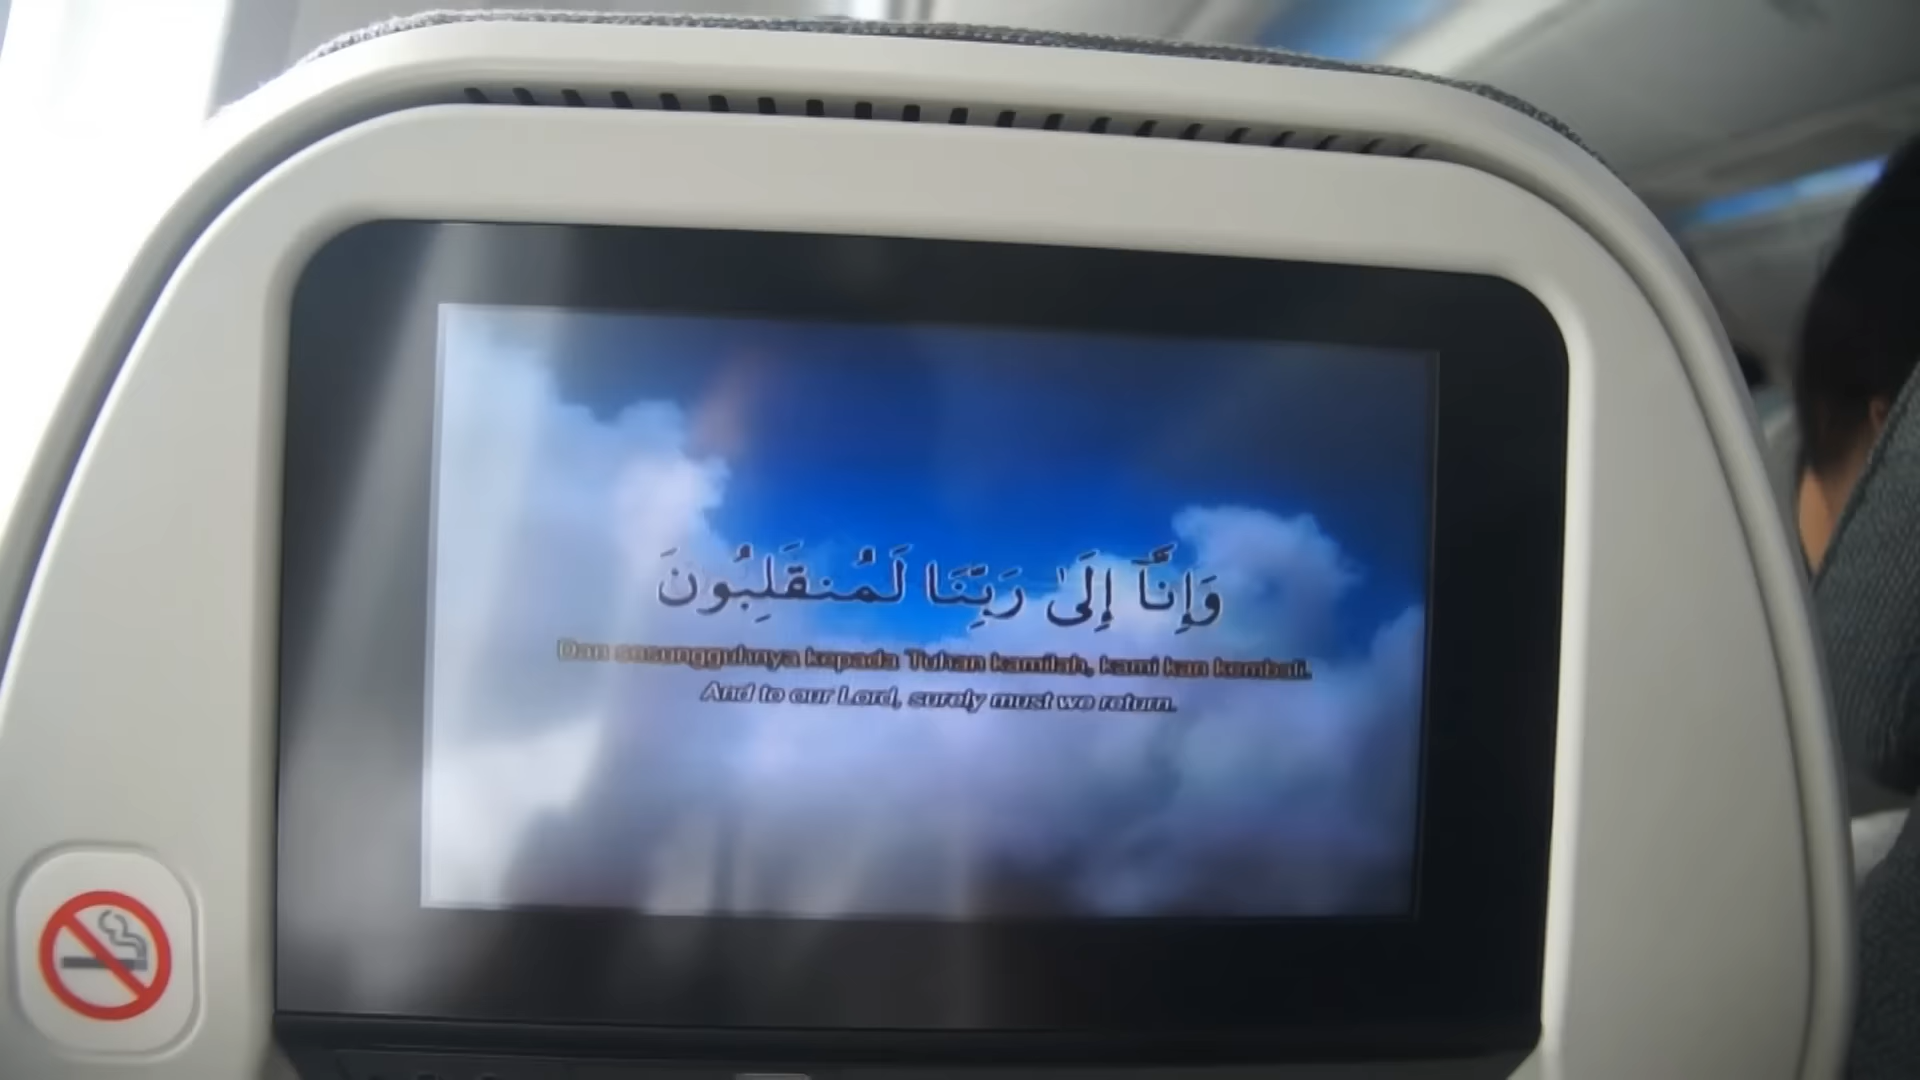 وَإِنَّآ إِلَىٰ رَبِّنَا لَمُنقَلِبُونَ
Dan sesungguhnya kepada Tuhan kamilah, kami kan kembali.
And to our Lord, surely must we return.